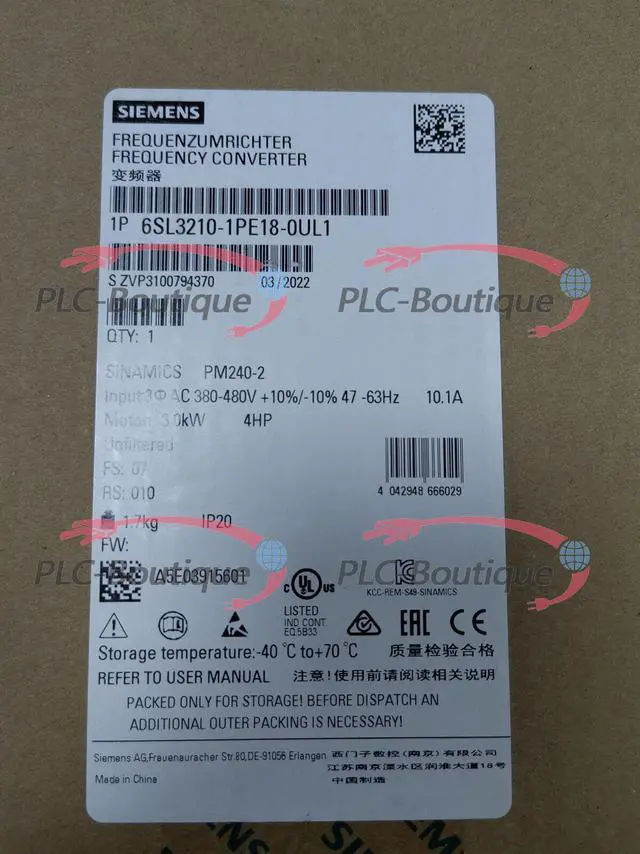 SIEMENS
FREQUENZUMRICHTER
FREQUENCY CONVERTER
变频器
1P 6SL3210-1PE18-0UL1
S ZVP3100794370 03/2022
PLC-Boutique PLC-Boutique
QTY: 1
SINAMICS PM240-2
Input:3Φ AC 380-480V +10%/-10% 47 -63Hz 10.1A
Motor: 3.0kW 4HP
Unfiltered
FS: 07
RS: 010
4 042948 666029
1.7kg IP20
FW:
PLC-Boutique PLC-Boutique
A5E03915601
C UL US
LISTED
IND CONT.
EQ.5B33
KCC-REM-S49-SINAMICS
EAC CE
Storage temperature:-40 °C to+70 °C 质量检验合格
REFER TO USER MANUAL 注意!使用前请阅读相关说明
PACKED ONLY FOR STORAGE! BEFORE DISPATCH AN
ADDITIONAL OUTER PACKING IS NECESSARY!
Siemens AG,Frauenauracher Str.80,DE-91056 Erlangen 西门子数控(南京)有限公司
江苏南京溧水区润淮大道18号
Made in China 中国制造